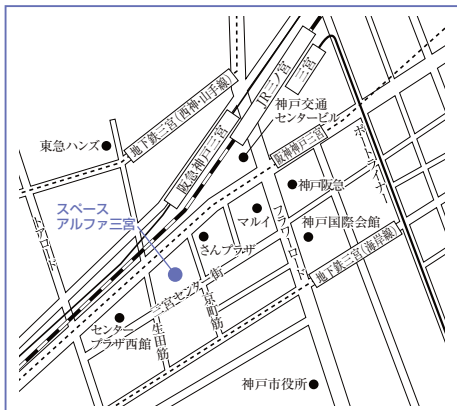 JR三ノ宮
三宮
神戸交通
センタービル
地下鉄三宮(西神・山手線)
東急ハンズ
阪急神戸三宮
阪神神戸三宮
ポートライナー
神戸阪急
スペース
アルファ三宮
トアロード
マルイ
さんプラザ
フラワーロード
神戸国際会館
地下鉄三宮(海岸線)
三宮センター街
京町筋
生田筋
センター
プラザ西館
神戸市役所